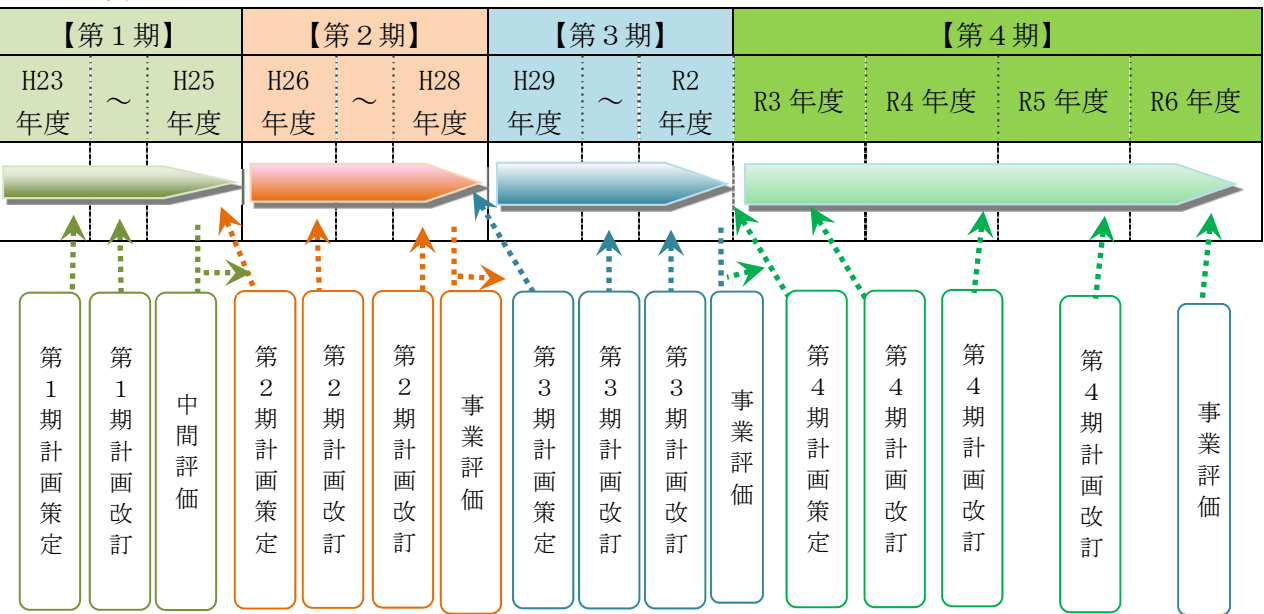 【第１期】
【第２期】
【第３期】
【第４期】
H23
年度
～
H25
年度
H26
年度
～
H28
年度
H29
年度
～
R2
年度
R3 年度
R4 年度
R5 年度
R6 年度
第１期計画策定
第１期計画改訂
中間評価
第２期計画策定
第２期計画改訂
第２期計画改訂
事業評価
第３期計画策定
第３期計画改訂
第３期計画改訂
事業評価
第４期計画策定
第４期計画改訂
第４期計画改訂
第４期計画改訂
事業評価